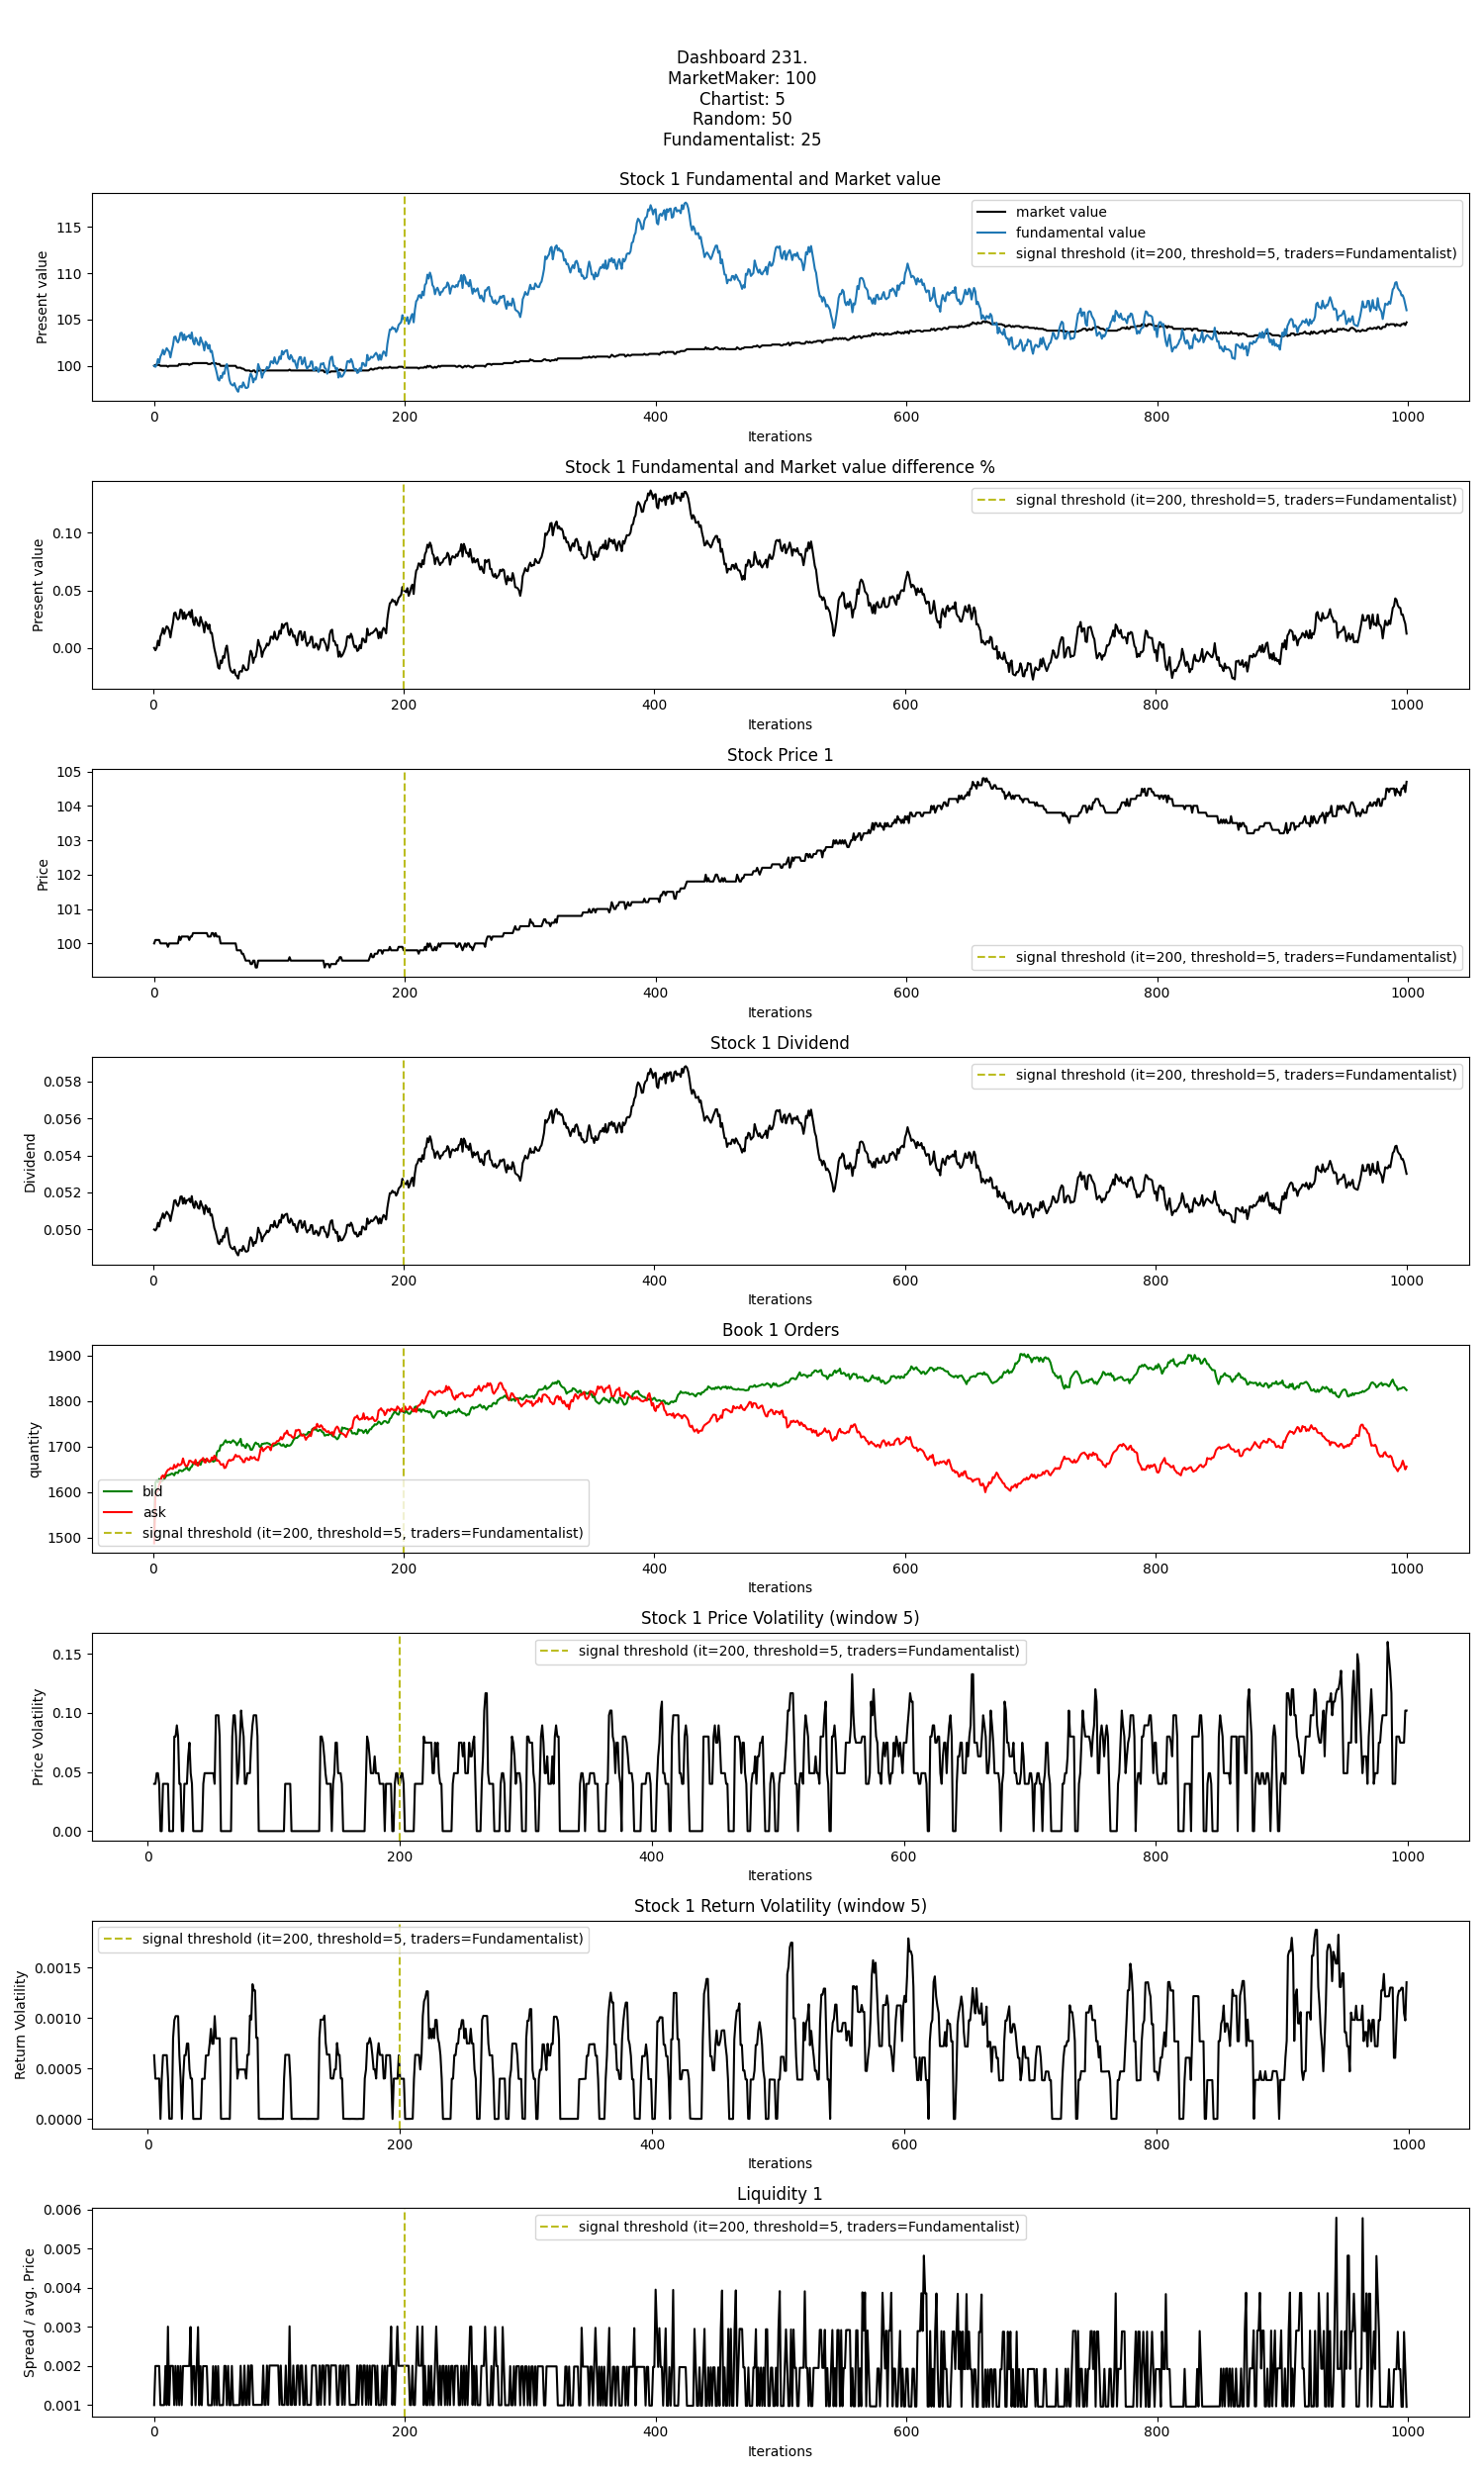 Dashboard 231.
MarketMaker: 100
Chartist: 5
Random: 50
Fundamentalist: 25
Stock 1 Fundamental and Market value
market value
fundamental value
signal threshold (it=200, threshold=5, traders=Fundamentalist)
Present value
115
110
105
100
0 200 400 600 800 1000
Iterations
Stock 1 Fundamental and Market value difference %
signal threshold (it=200, threshold=5, traders=Fundamentalist)
Present value
0.10
0.05
0.00
0 200 400 600 800 1000
Iterations
Stock Price 1
Price
105
104
103
102
101
100
signal threshold (it=200, threshold=5, traders=Fundamentalist)
0 200 400 600 800 1000
Iterations
Stock 1 Dividend
signal threshold (it=200, threshold=5, traders=Fundamentalist)
Dividend
0.058
0.056
0.054
0.052
0.050
0 200 400 600 800 1000
Iterations
Book 1 Orders
quantity
1900
1800
1700
1600
1500
bid
ask
signal threshold (it=200, threshold=5, traders=Fundamentalist)
0 200 400 600 800 1000
Iterations
Stock 1 Price Volatility (window 5)
signal threshold (it=200, threshold=5, traders=Fundamentalist)
Price Volatility
0.15
0.10
0.05
0.00
0 200 400 600 800 1000
Iterations
Stock 1 Return Volatility (window 5)
signal threshold (it=200, threshold=5, traders=Fundamentalist)
Return Volatility
0.0015
0.0010
0.0005
0.0000
0 200 400 600 800 1000
Iterations
Liquidity 1
signal threshold (it=200, threshold=5, traders=Fundamentalist)
Spread / avg. Price
0.006
0.005
0.004
0.003
0.002
0.001
0 200 400 600 800 1000
Iterations